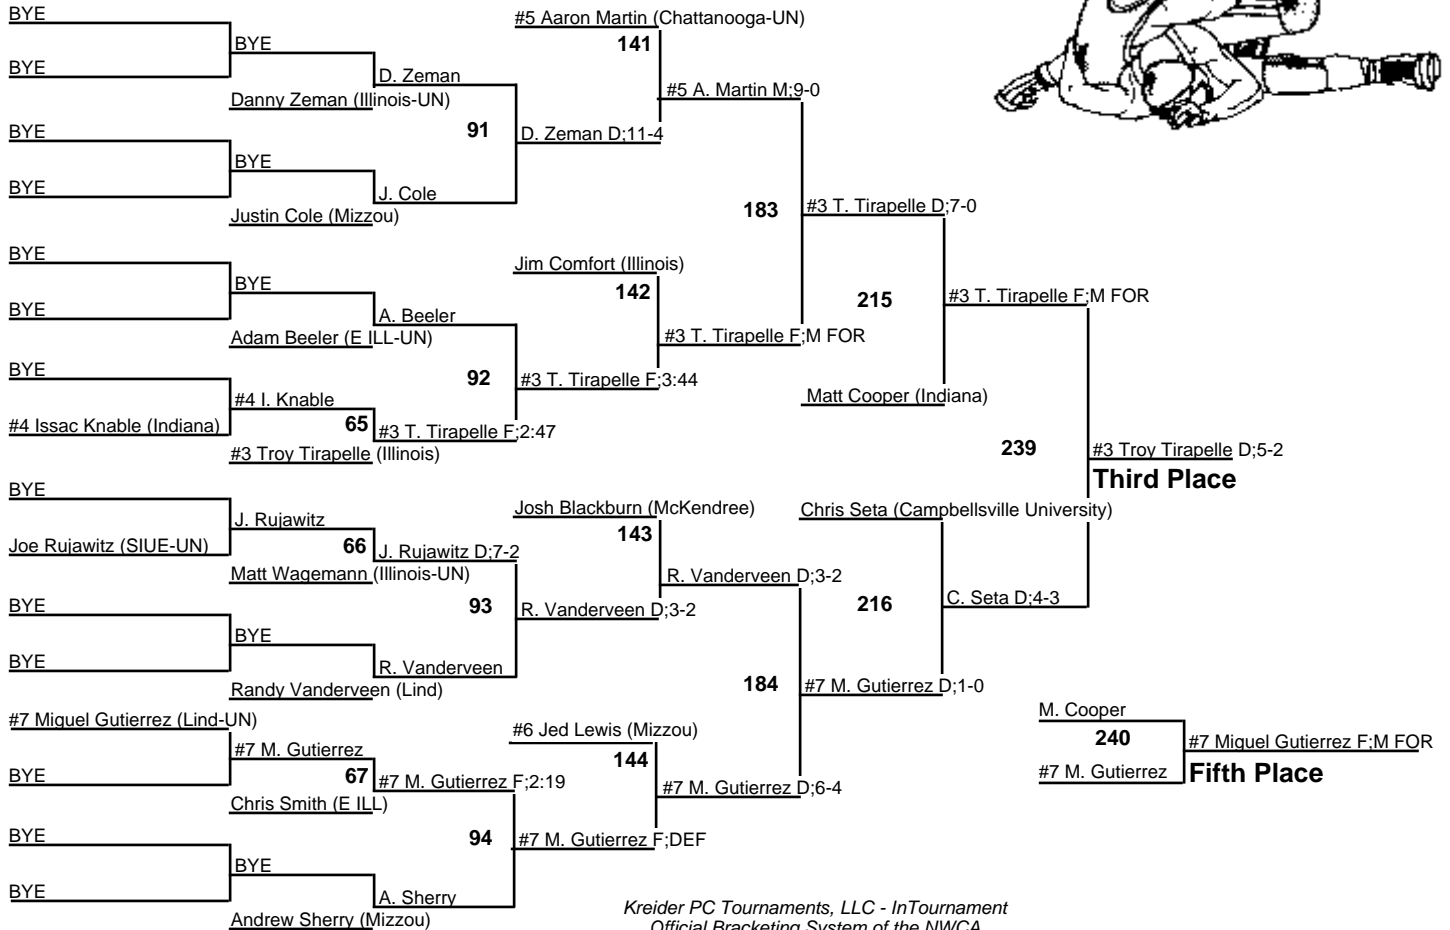 BYE
#5 Aaron Martin (Chattanooga-UN)
BYE
141
BYE
D. Zeman
#5 A. Martin M;9-0
Danny Zeman (Illinois-UN)
BYE
91
D. Zeman D;11-4
BYE
BYE
J. Cole
183
#3 T. Tirapelle D;7-0
Justin Cole (Mizzou)
BYE
Jim Comfort (Illinois)
BYE
142
215
#3 T. Tirapelle F;M FOR
BYE
A. Beeler
Adam Beeler (E ILL-UN)
#3 T. Tirapelle F;M FOR
BYE
92
#3 T. Tirapelle F;3:44
#4 I. Knable
Matt Cooper (Indiana)
#4 Issac Knable (Indiana)
65
#3 T. Tirapelle F;2:47
#3 Troy Tirapelle (Illinois)
239
#3 Troy Tirapelle D;5-2
Third Place
BYE
Josh Blackburn (McKendree)
Chris Seta (Campbellsville University)
J. Rujawitz
143
Joe Rujawitz (SIUE-UN)
66
J. Rujawitz D;7-2
Matt Wagemann (Illinois-UN)
R. Vanderveen D;3-2
BYE
93
R. Vanderveen D;3-2
216
C. Seta D;4-3
BYE
BYE
R. Vanderveen
Randy Vanderveen (Lind)
184
#7 M. Gutierrez D;1-0
#7 Miguel Gutierrez (Lind-UN)
#6 Jed Lewis (Mizzou)
M. Cooper
#7 M. Gutierrez
144
240
#7 Miguel Gutierrez F;M FOR
BYE
67
#7 M. Gutierrez F;2:19
#7 M. Gutierrez D;6-4
#7 M. Gutierrez
Fifth Place
Chris Smith (E ILL)
BYE
94
#7 M. Gutierrez F;DEF
BYE
BYE
A. Sherry
Andrew Sherry (Mizzou)
Kreider PC Tournaments, LLC - InTournament
Official Bracketing System of the NWCA